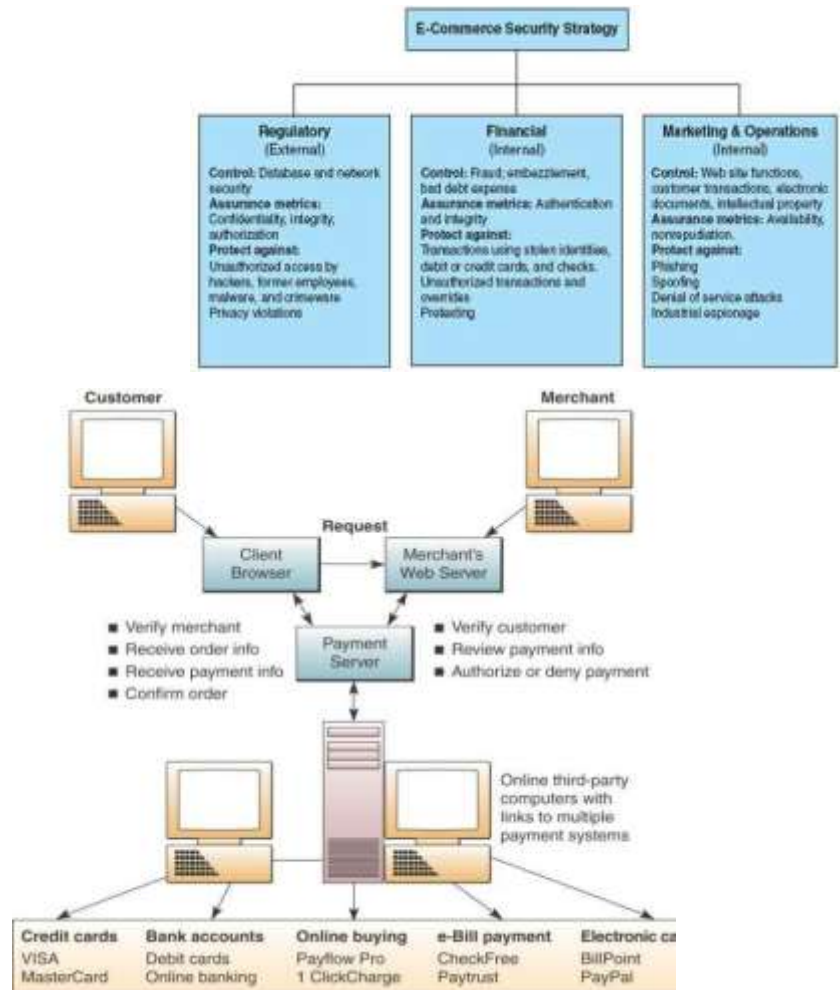 E-Commerce Security Strategy
Regulatory
(External)
Control: Database and network
security
Assurance metrics:
Confidentiality, integrity,
authorization
Protect against:
Unauthorized access by
hackers, former employees,
malware, and crimeware
Privacy violations
Financial
(Internal)
Control: Fraud, embezzlement,
bad debt expense
Assurance metrics: Authentication
and integrity
Protect against:
Transactions using stolen identities,
debit or credit cards, and checks.
Unauthorized transactions and
overrides
Pretexting
Marketing & Operations
(Internal)
Control: Web site functions,
customer transactions, electronic
documents, intellectual property
Assurance metrics: Availability,
nonrepudiation.
Protect against:
Phishing
Spoofing
Denial of service attacks
Industrial espionage
Customer
Merchant
Request
Client
Browser
Merchant's
Web Server
■ Verify merchant
■ Receive order info
■ Receive payment info
■ Confirm order
Payment
Server
■ Verify customer
■ Review payment info
■ Authorize or deny payment
Online third-party
computers with
links to multiple
payment systems
Credit cards
VISA
MasterCard
Bank accounts
Debit cards
Online banking
Online buying
Payflow Pro
1 ClickCharge
e-Bill payment
CheckFree
Paytrust
Electronic ca
BillPoint
PayPal